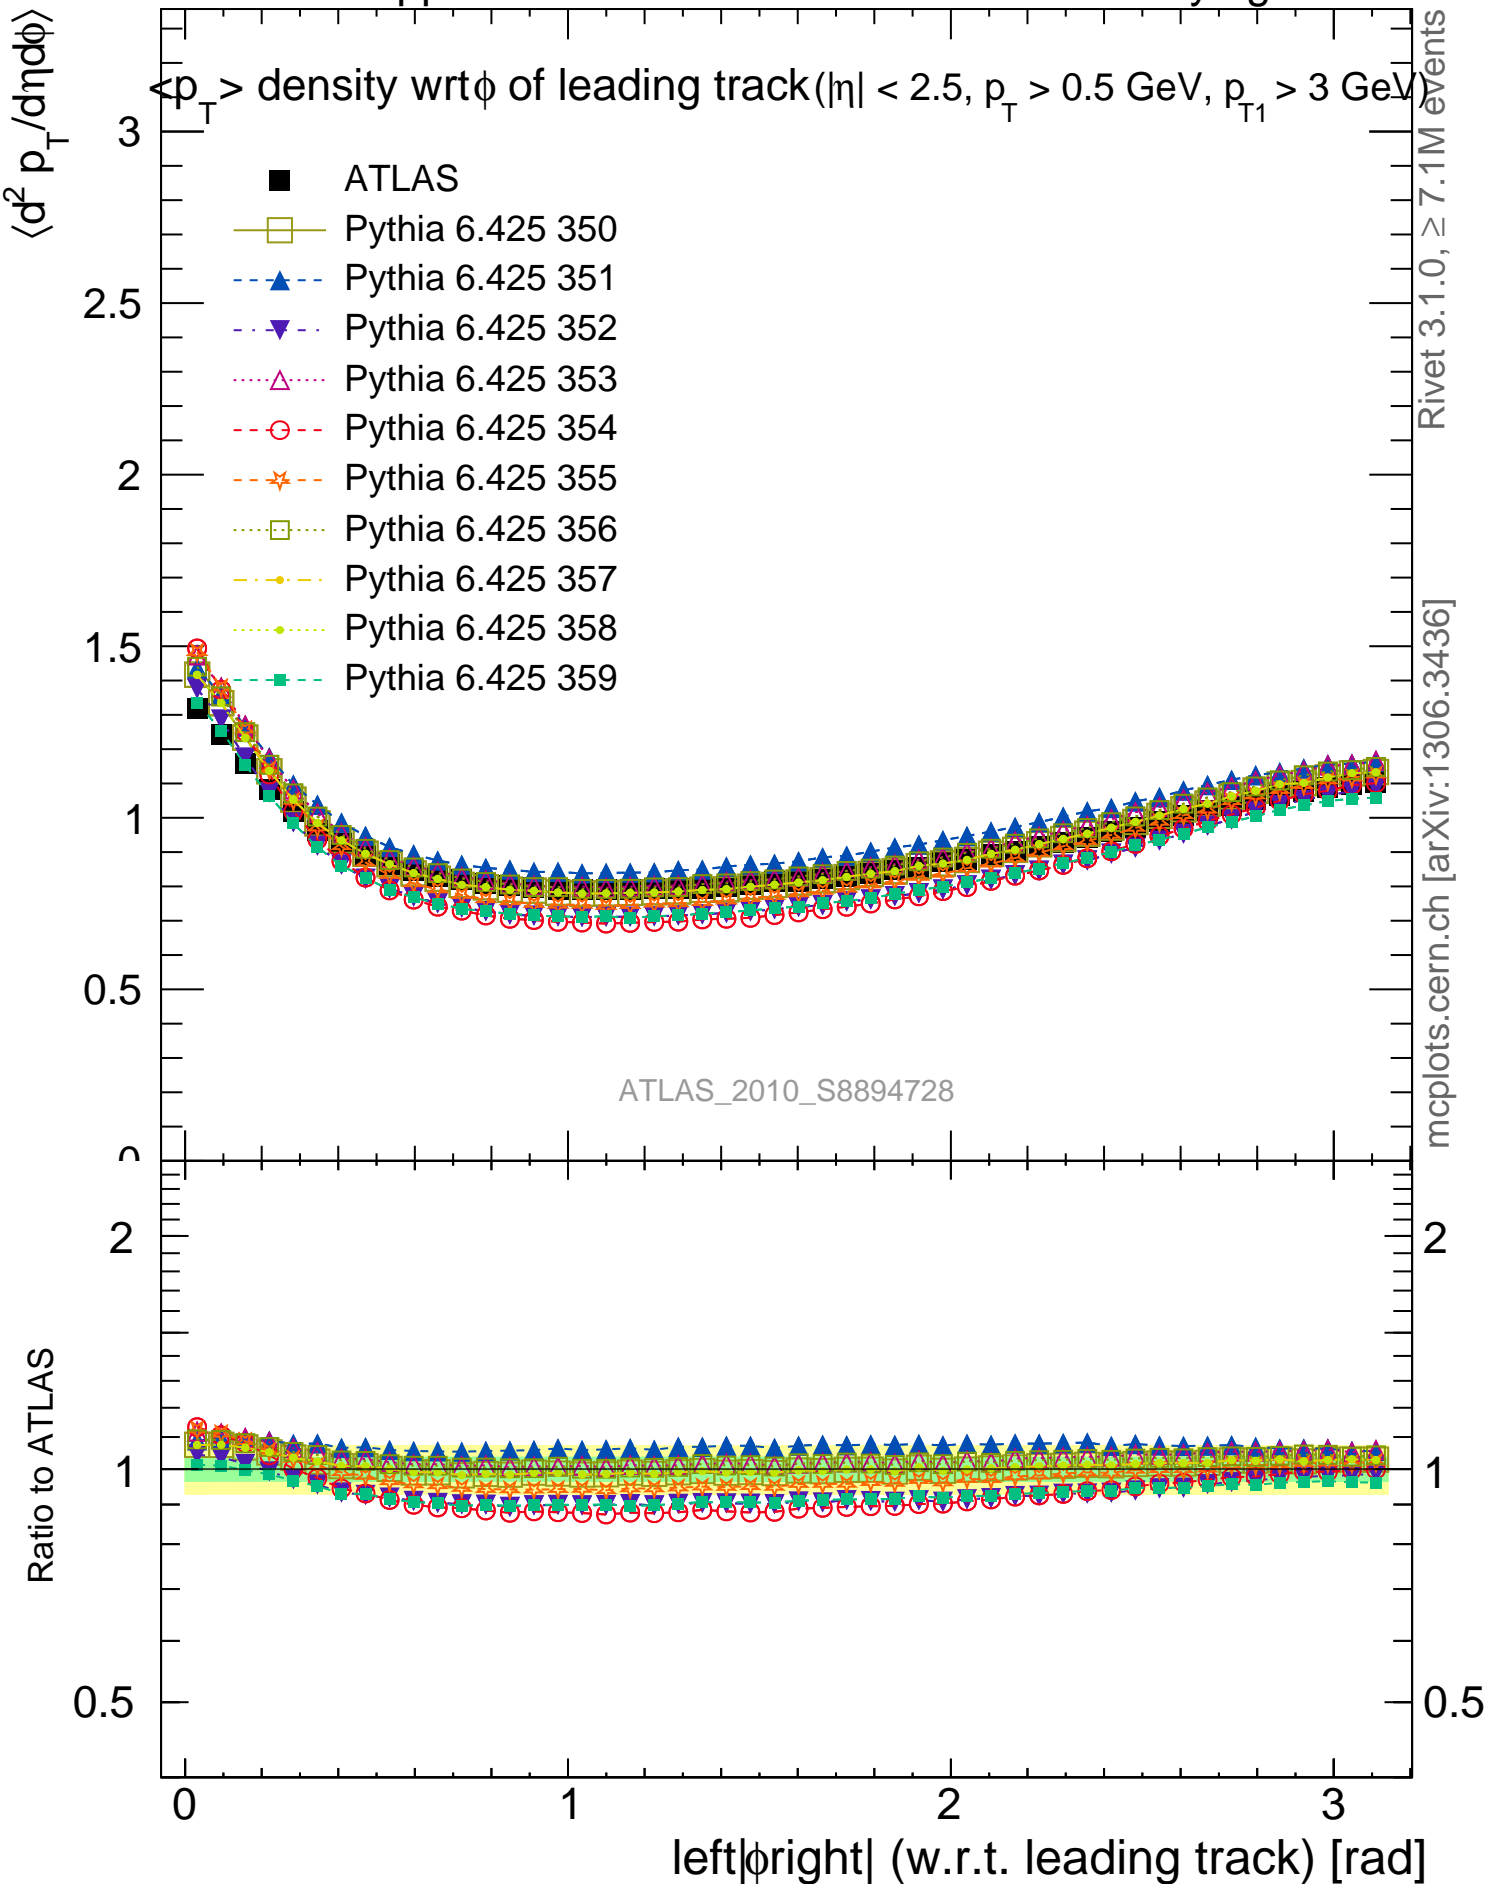 <p_T> density wrt ϕ of leading track (|η| < 2.5, p_T > 0.5 GeV, p_T1 > 3 GeV)
⟨d² p_T/dηdϕ⟩
3
2.5
2
1.5
1
0.5
0
ATLAS
Pythia 6.425 350
Pythia 6.425 351
Pythia 6.425 352
Pythia 6.425 353
Pythia 6.425 354
Pythia 6.425 355
Pythia 6.425 356
Pythia 6.425 357
Pythia 6.425 358
Pythia 6.425 359
ATLAS_2010_S8894728
Rivet 3.1.0, ≥ 7.1M events
mcplots.cern.ch [arXiv:1306.3436]
Ratio to ATLAS
2
1
0.5
2
1
0.5
0
1
2
3
left|ϕright| (w.r.t. leading track) [rad]